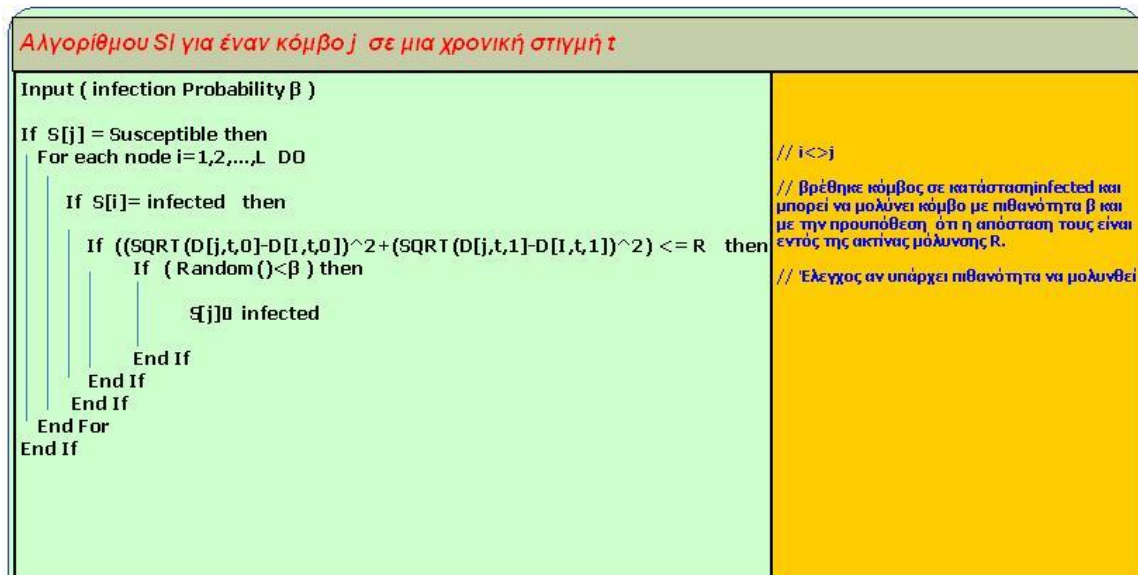 Αλγορίθμου SI για έναν κόμβο j σε μια χρονική στιγμή t
Input ( infection Probability β )
If S[j] = Susceptible then
For each node i=1,2,...,L DO
If S[i]= infected then
If ((SQRT(D[j,t,0]-D[I,t,0])^2+(SQRT(D[j,t,1]-D[I,t,1])^2) <= R then
If ( Random()<β ) then
S[j]0 infected
End If
End If
End If
End For
End If
// i<>j
// βρέθηκε κόμβος σε κατάστασηinfected και
μπορεί να μολύνει κόμβο με πιθανότητα β και
με την προυπόθεση ότι η απόσταση τους είναι
εντός της ακτίνας μόλυνσης R.
// Έλεγχος αν υπάρχει πιθανότητα να μολυνθεί